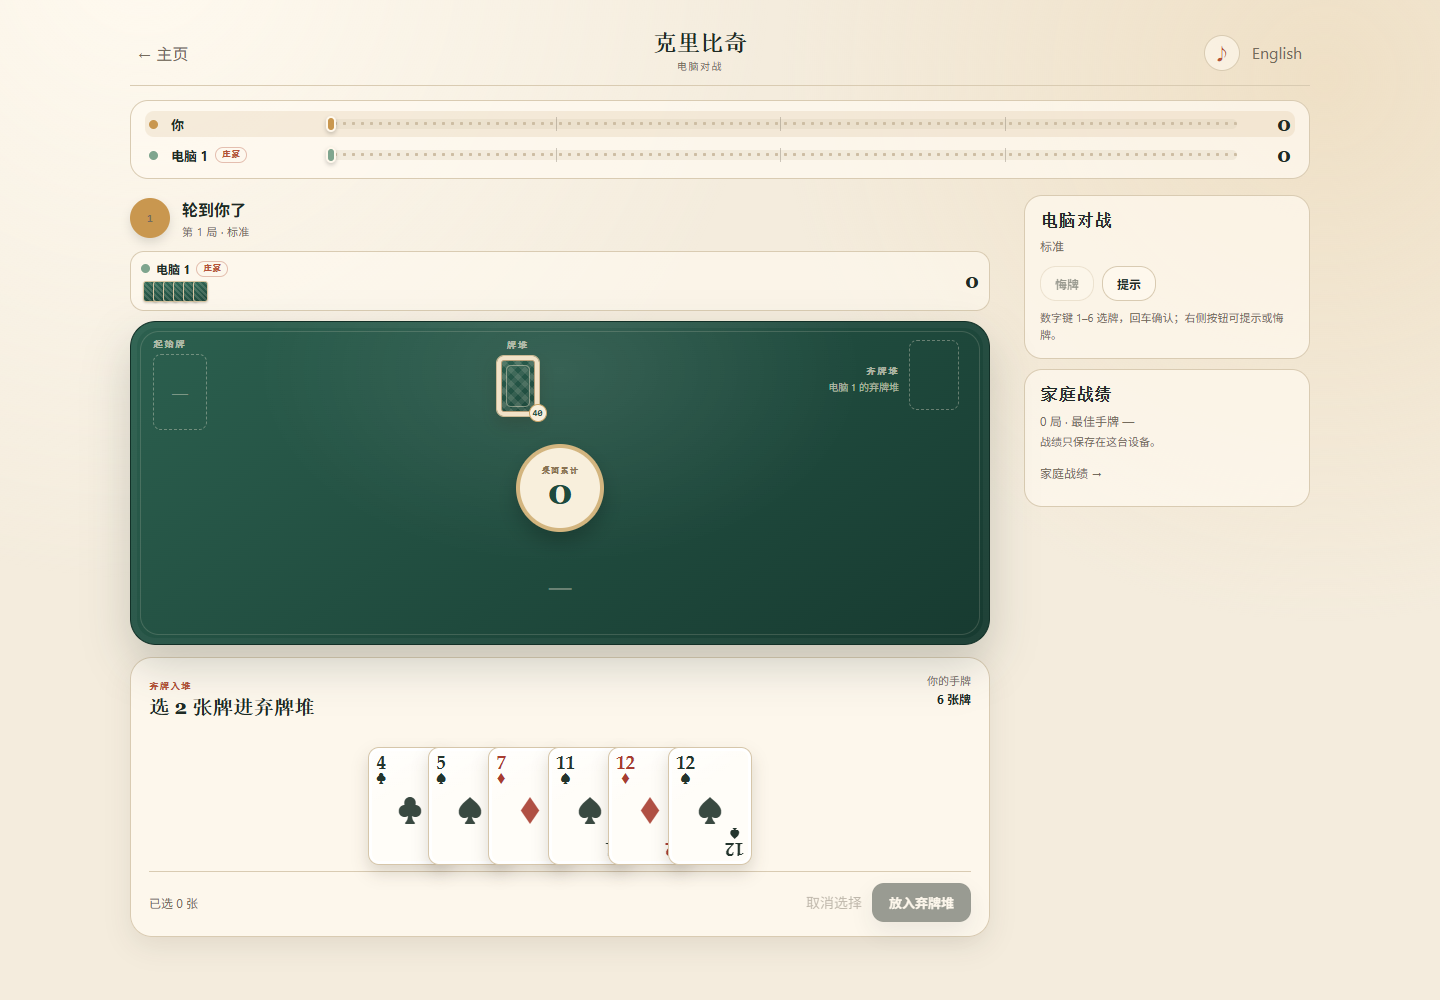 ← 主页
克里比奇
电脑对战
♪
English
你
0
电脑 1 庄家
0
1
轮到你了
第 1 局 · 标准
电脑 1 庄家
0
起始牌
—
牌堆
40
弃牌堆
电脑 1 的弃牌堆
桌面累计
0
—
电脑对战
标准
悔牌
提示
数字键 1–6 选牌，回车确认；右侧按钮可提示或悔
牌。
家庭战绩
0 局 · 最佳手牌 —
战绩只保存在这台设备。
家庭战绩 →
弃牌入堆
选 2 张牌进弃牌堆
你的手牌
6 张牌
4 ♣
5 ♠
7 ♦
11 ♠
12 ♦
12 ♠
12 ♠
已选 0 张
取消选择
放入弃牌堆